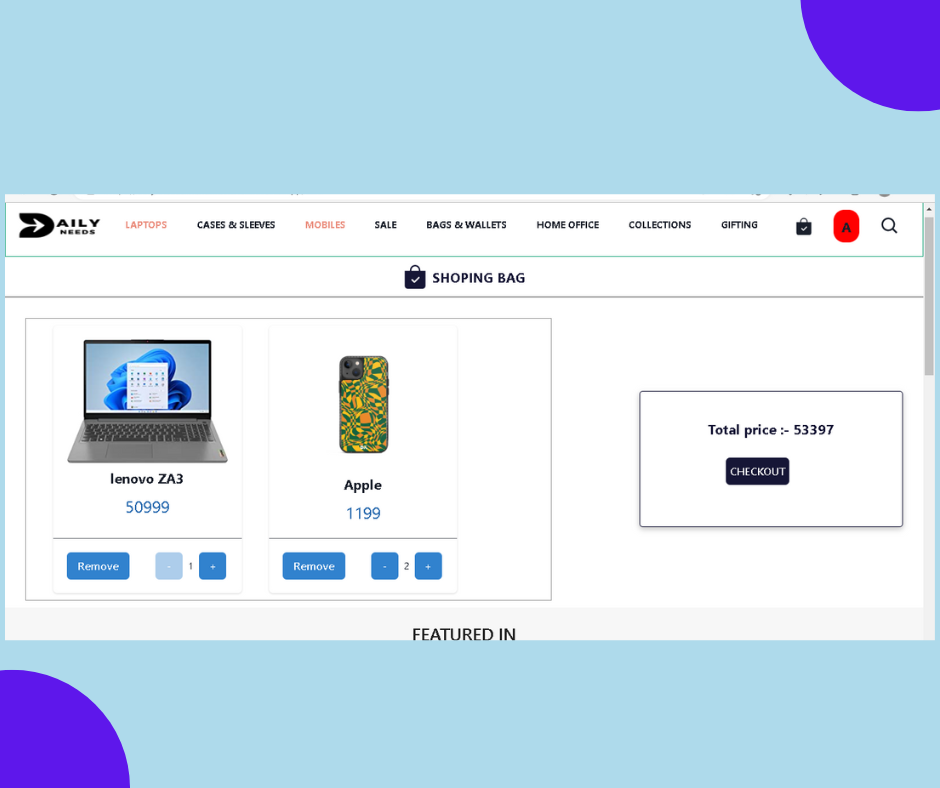 DAILY
NEEDS
LAPTOPS CASES & SLEEVES MOBILES SALE BAGS & WALLETS HOME OFFICE COLLECTIONS GIFTING A
SHOPING BAG
lenovo ZA3
50999
Remove - 1 +
Apple
1199
Remove - 2 +
Total price :- 53397
CHECKOUT
FEATURED IN